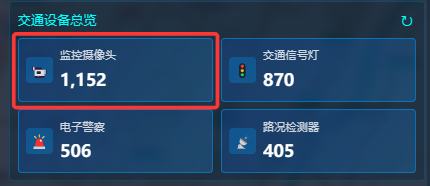 交通设备总览
监控摄像头
1,152
交通信号灯
870
电子警察
506
路况检测器
405